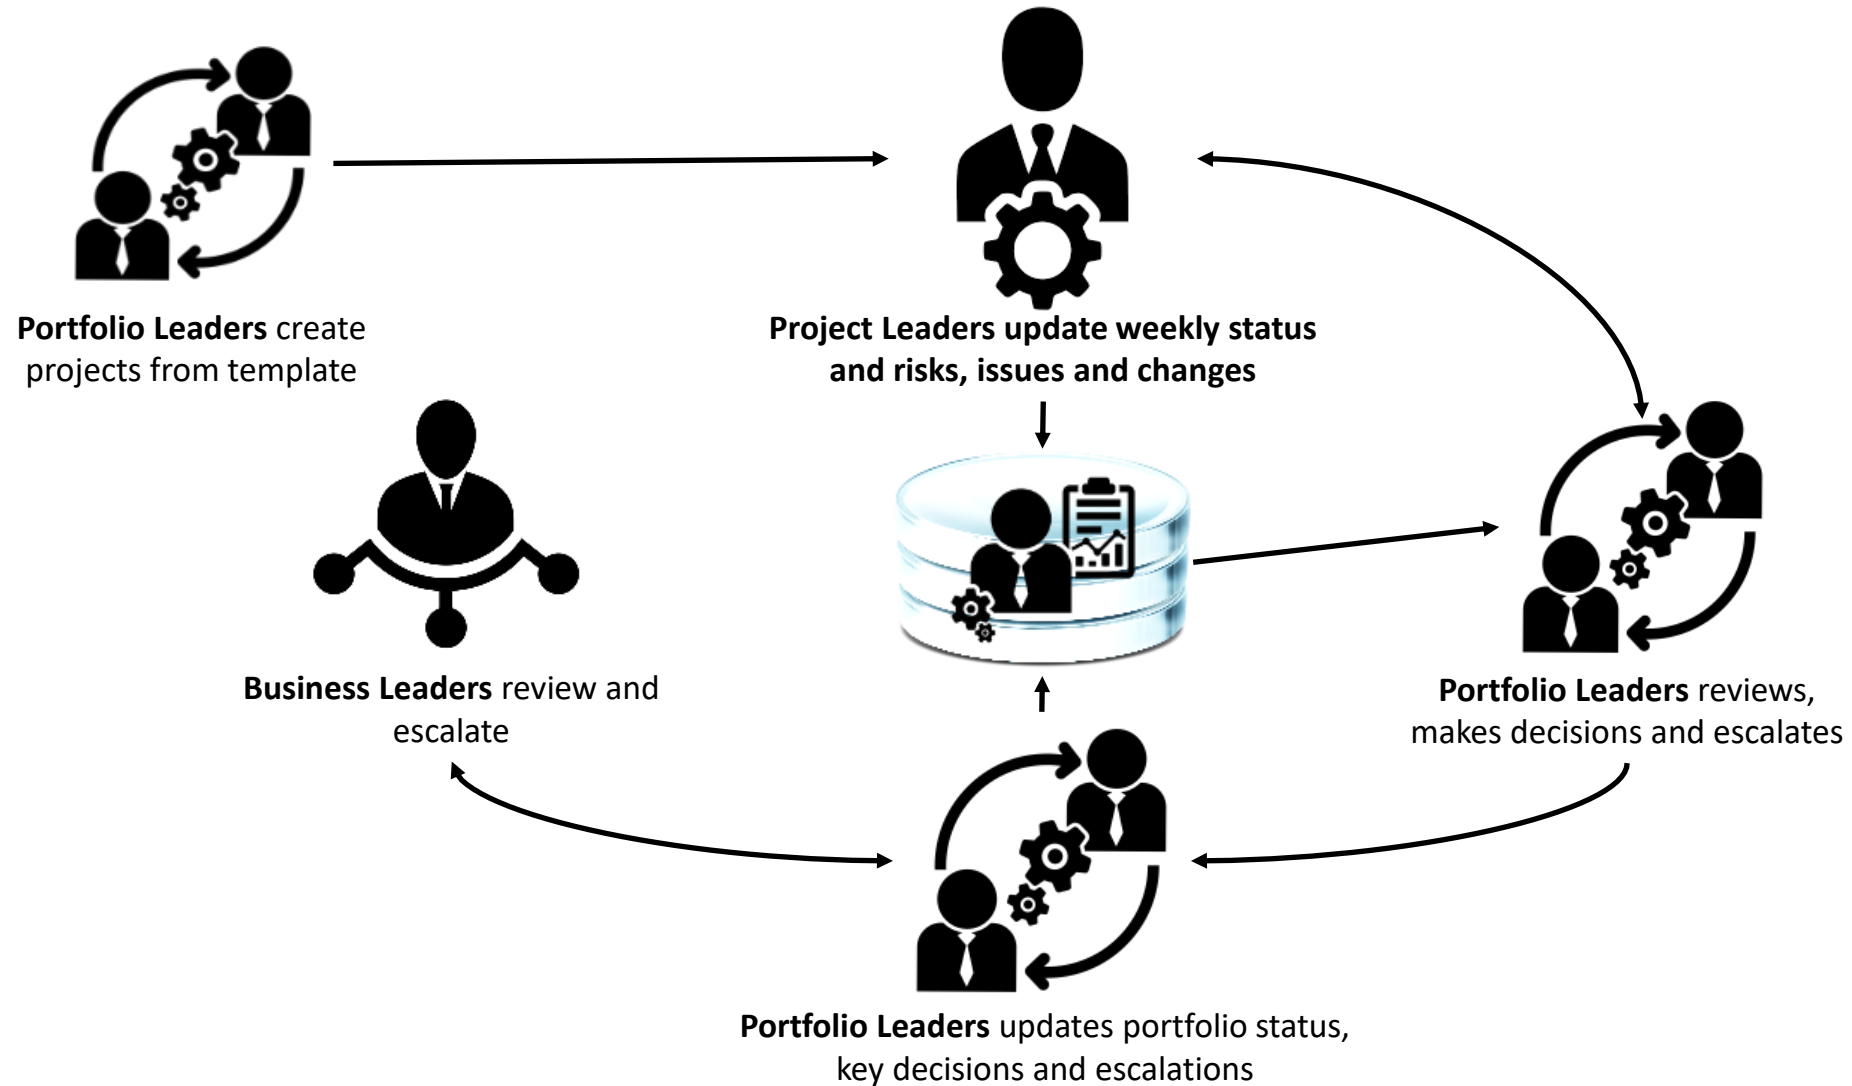 Portfolio Leaders create
projects from template
Project Leaders update weekly status
and risks, issues and changes
Business Leaders review and
escalate
Portfolio Leaders reviews,
makes decisions and escalates
Portfolio Leaders updates portfolio status,
key decisions and escalations